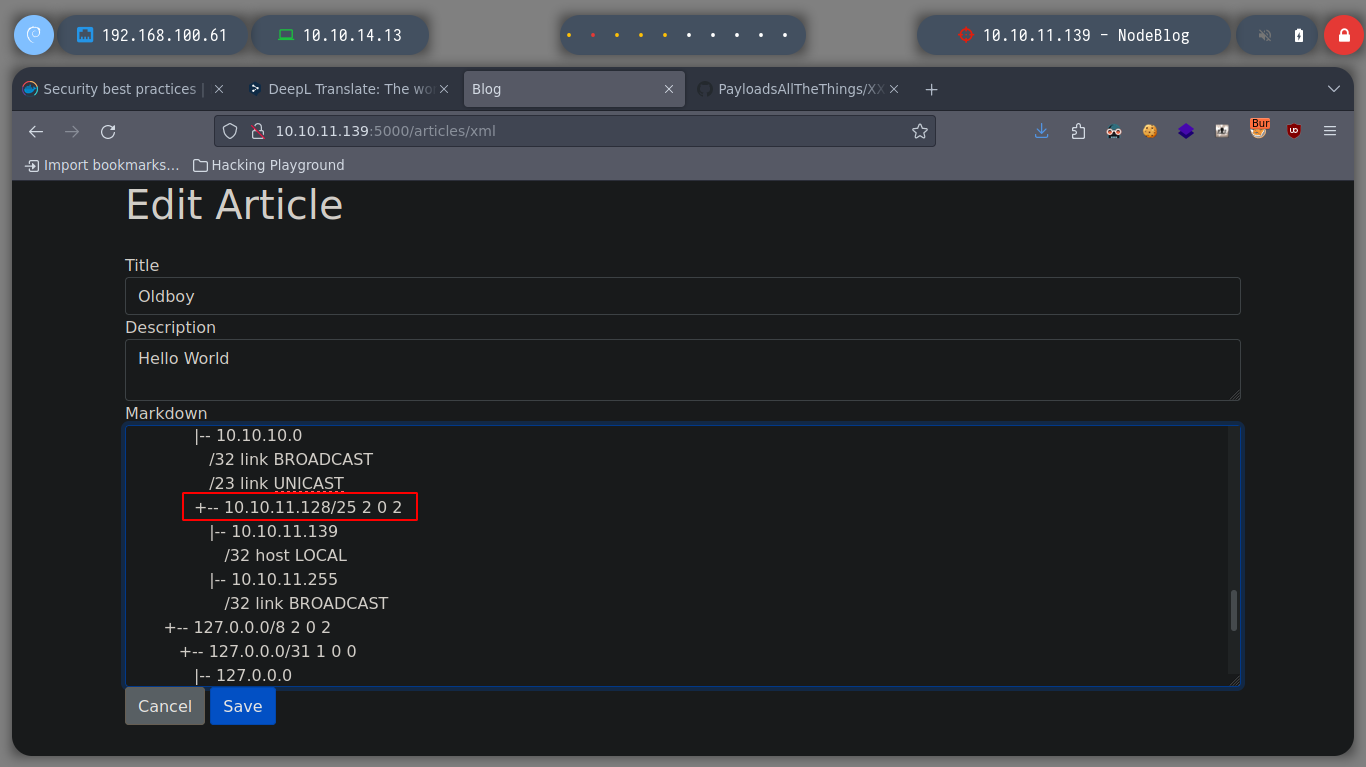 192.168.100.61 10.10.14.13 10.10.11.139 - NodeBlog
Security best practices | DeepL Translate: The wo Blog PayloadsAllTheThings/XX
10.10.11.139:5000/articles/xml
Bur
Import bookmarks... Hacking Playground
Edit Article
Title
Oldboy
Description
Hello World
Markdown
|-- 10.10.10.0
/32 link BROADCAST
/23 link UNICAST
+-- 10.10.11.128/25 2 0 2
|-- 10.10.11.139
/32 host LOCAL
|-- 10.10.11.255
/32 link BROADCAST
+-- 127.0.0.0/8 2 0 2
+-- 127.0.0.0/31 1 0 0
|-- 127.0.0.0
Cancel Save